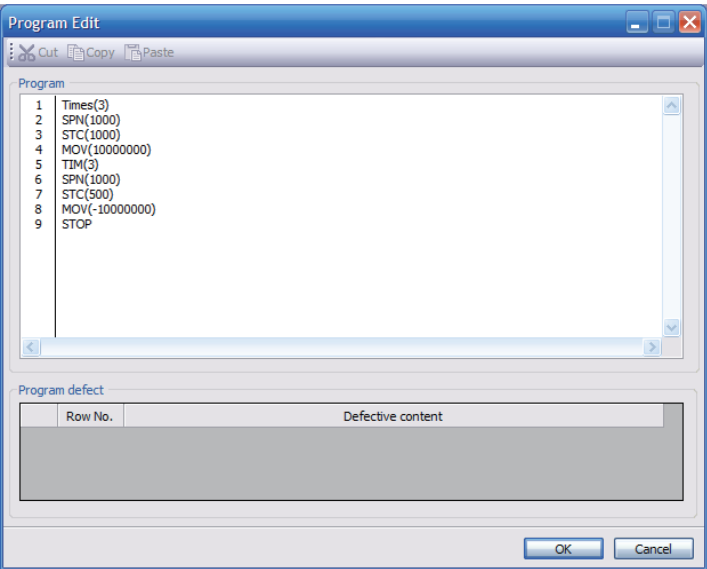 Program Edit
Cut Copy Paste
Program
1 Times(3)
2 SPN(1000)
3 STC(1000)
4 MOV(10000000)
5 TIM(3)
6 SPN(1000)
7 STC(500)
8 MOV(-10000000)
9 STOP
Program defect
Row No. Defective content
OK Cancel